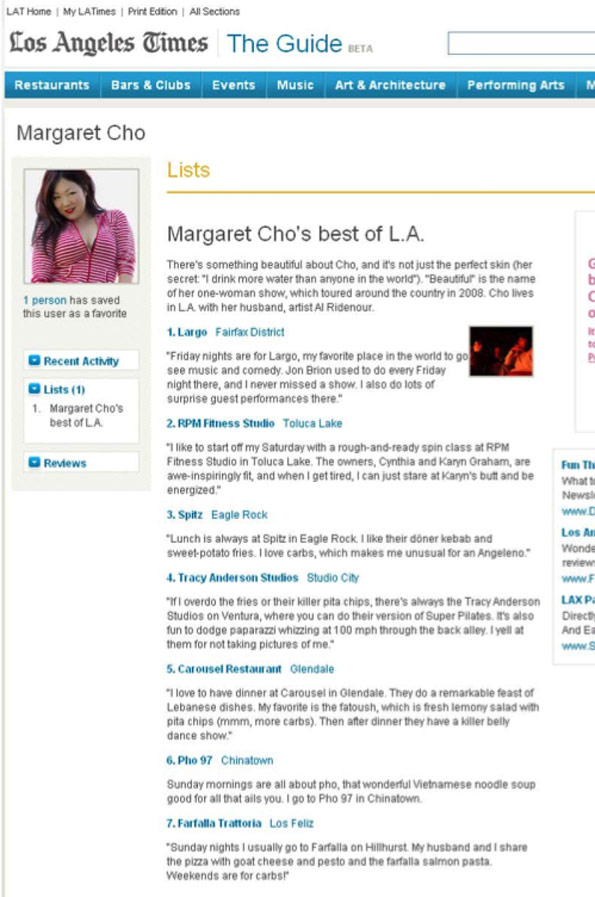 LAT Home | My LATimes | Print Edition | All Sections
Los Angeles Times The Guide BETA
Restaurants Bars & Clubs Events Music Art & Architecture Performing Arts M
Margaret Cho
1 person has saved
this user as a favorite
Recent Activity
Lists (1)
1. Margaret Cho's
best of L.A.
Reviews
Lists
Margaret Cho's best of L.A.
There's something beautiful about Cho, and it's not just the perfect skin (her
secret: "I drink more water than anyone in the world"). "Beautiful" is the name
of her one-woman show, which toured around the country in 2008. Cho lives
in L.A. with her husband, artist Al Ridenour.
1. Largo Fairfax District
"Friday nights are for Largo, my favorite place in the world to go
see music and comedy. Jon Brion used to do every Friday
night there, and I never missed a show. I also do lots of
surprise guest performances there."
2. RPM Fitness Studio Toluca Lake
"I like to start off my Saturday with a rough-and-ready spin class at RPM
Fitness Studio in Toluca Lake. The owners, Cynthia and Karyn Graham, are
awe-inspiringly fit, and when I get tired, I can just stare at Karyn's butt and be
energized."
3. Spitz Eagle Rock
"Lunch is always at Spitz in Eagle Rock. I like their döner kebab and
sweet-potato fries. I love carbs, which makes me unusual for an Angeleno."
4. Tracy Anderson Studios Studio City
"If I overdo the fries or their killer pita chips, there's always the Tracy Anderson
Studios on Ventura, where you can do their version of Super Pilates. It's also
fun to dodge paparazzi whizzing at 100 mph through the back alley. I yell at
them for not taking pictures of me."
5. Carousel Restaurant Glendale
"I love to have dinner at Carousel in Glendale. They do a remarkable feast of
Lebanese dishes. My favorite is the fatoush, which is fresh lemony salad with
pita chips (mmm, more carbs). Then after dinner they have a killer belly
dance show."
6. Pho 97 Chinatown
Sunday mornings are all about pho, that wonderful Vietnamese noodle soup
good for all that ails you. I go to Pho 97 in Chinatown.
7. Farfalla Trattoria Los Feliz
"Sunday nights I usually go to Farfalla on Hillhurst. My husband and I share
the pizza with goat cheese and pesto and the farfalla salmon pasta.
Weekends are for carbs!"
Fun Th
What t
Newsl
www.D
Los An
Wonde
review
www.F
LAX Pa
Directl
And Ea
www.S